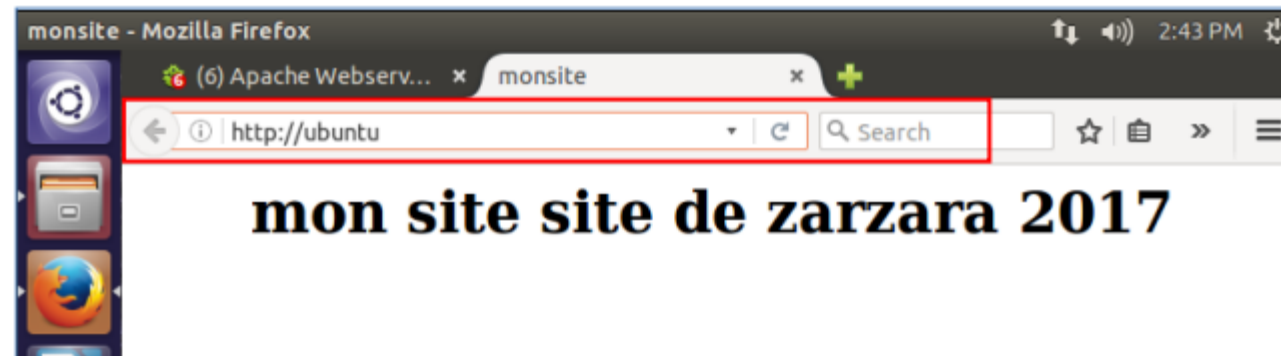 monsite - Mozilla Firefox
2:43 PM
6 (6) Apache Webserv...
monsite
http://ubuntu
Search
mon site site de zarzara 2017